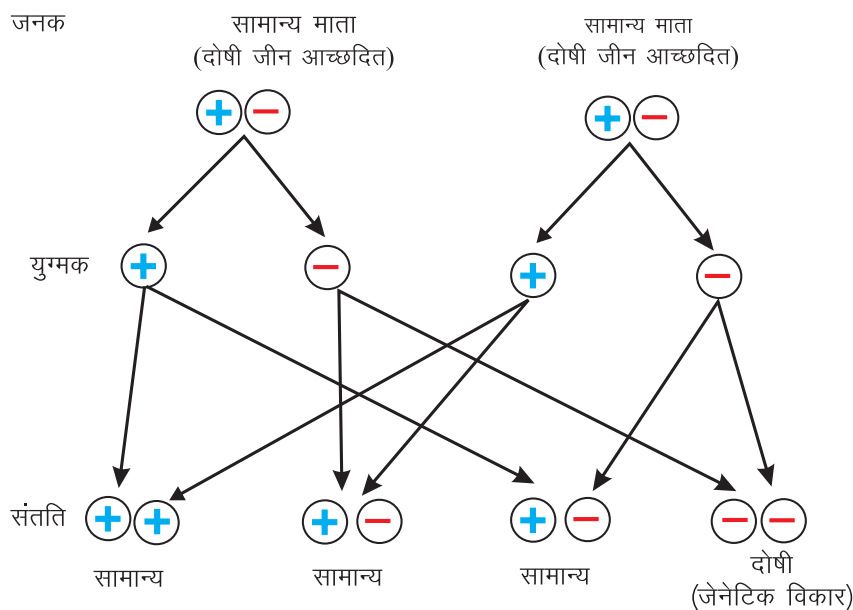 जनक
सामान्य माता
(दोषी जीन आच्छदित)
सामान्य माता
(दोषी जीन आच्छदित)
+ −
+ −
युग्मक
+
−
+
−
संतति
+ +
+ −
+ −
− −
सामान्य
सामान्य
सामान्य
दोषी
(जेनेटिक विकार)